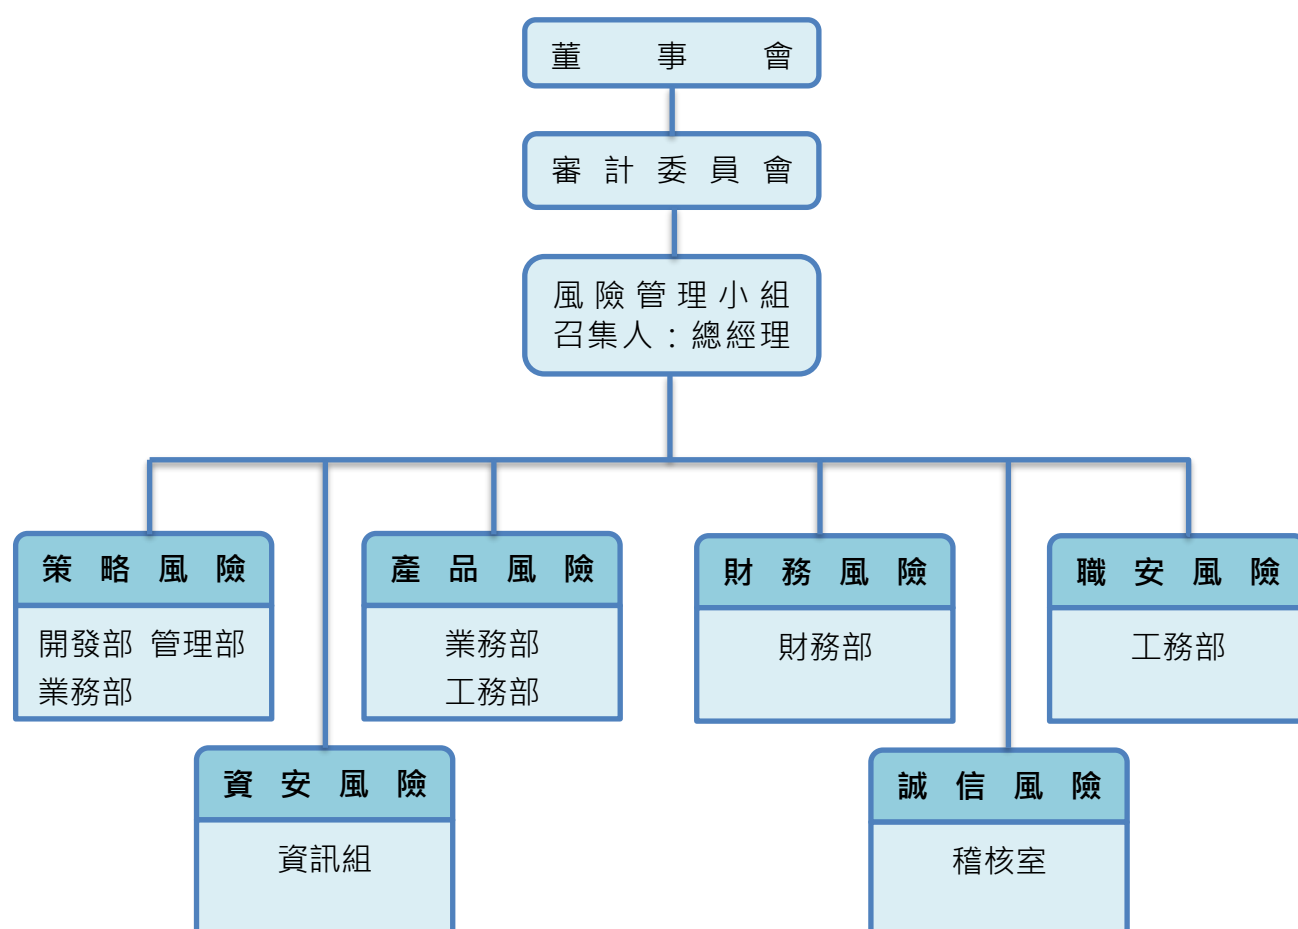 董事會
審計委員會
風險管理小組
召集人：總經理
策略風險
開發部 管理部
業務部
產品風險
業務部
工務部
財務風險
財務部
職安風險
工務部
資安風險
資訊組
誠信風險
稽核室